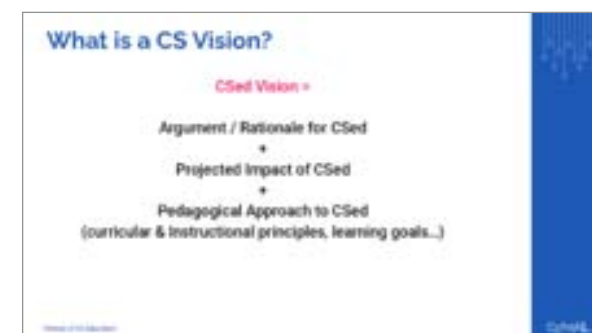 What is a CS Vision?
CSed Vision =
Argument / Rationale for CSed
+
Projected Impact of CSed
+
Pedagogical Approach to CSed
(curricular & Instructional principles, learning goals...)